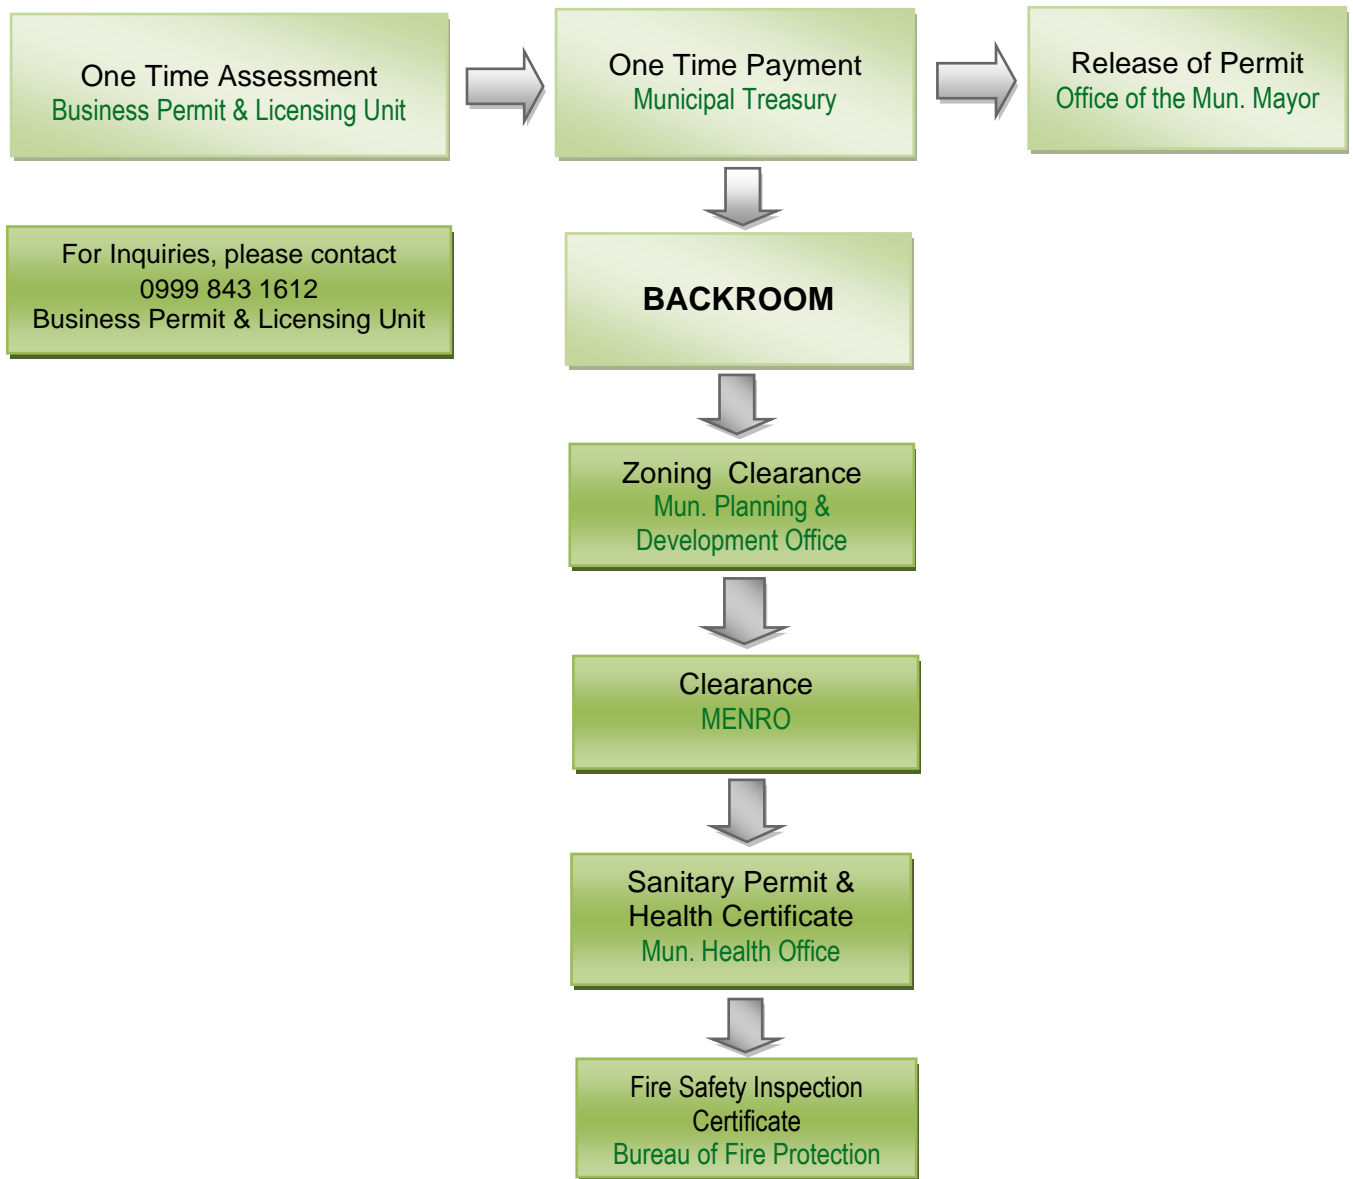 One Time Assessment
Business Permit & Licensing Unit
One Time Payment
Municipal Treasury
Release of Permit
Office of the Mun. Mayor
For Inquiries, please contact
0999 843 1612
Business Permit & Licensing Unit
BACKROOM
Zoning Clearance
Mun. Planning &
Development Office
Clearance
MENRO
Sanitary Permit &
Health Certificate
Mun. Health Office
Fire Safety Inspection
Certificate
Bureau of Fire Protection